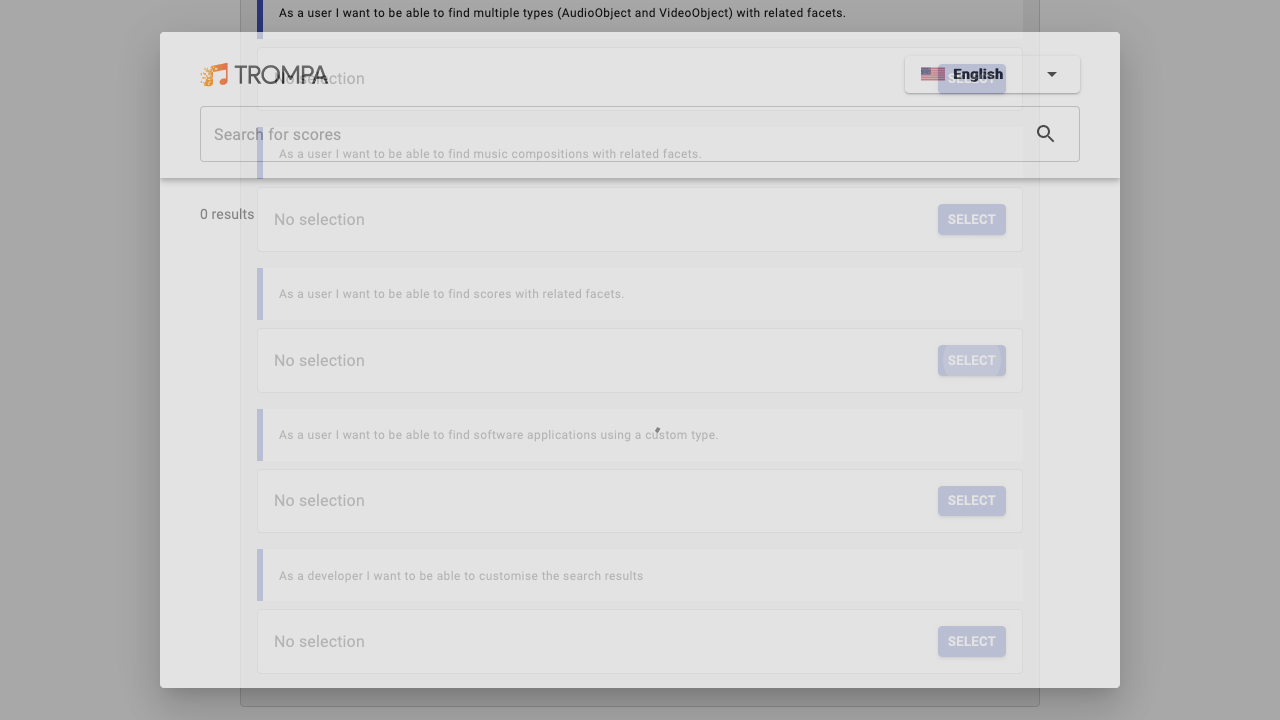 As a user I want to be able to find multiple types (AudioObject and VideoObject) with related facets.
TROMPA
No selection
English
Search for scores
As a user I want to be able to find music compositions with related facets.
0 results
No selection
SELECT
As a user I want to be able to find scores with related facets.
No selection
SELECT
As a user I want to be able to find software applications using a custom type.
No selection
SELECT
As a developer I want to be able to customise the search results
No selection
SELECT